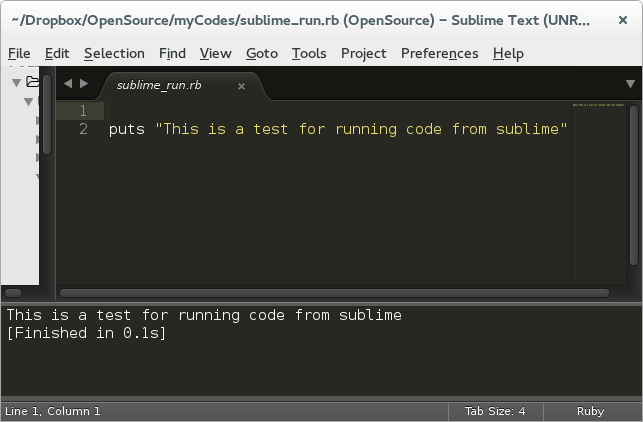 ~/Dropbox/OpenSource/myCodes/sublime_run.rb (OpenSource) – Sublime Text (UNR...
File Edit Selection Find View Goto Tools Project Preferences Help
sublime_run.rb
1
2 puts "This is a test for running code from sublime"
This is a test for running code from sublime
[Finished in 0.1s]
Line 1, Column 1 Tab Size: 4 Ruby